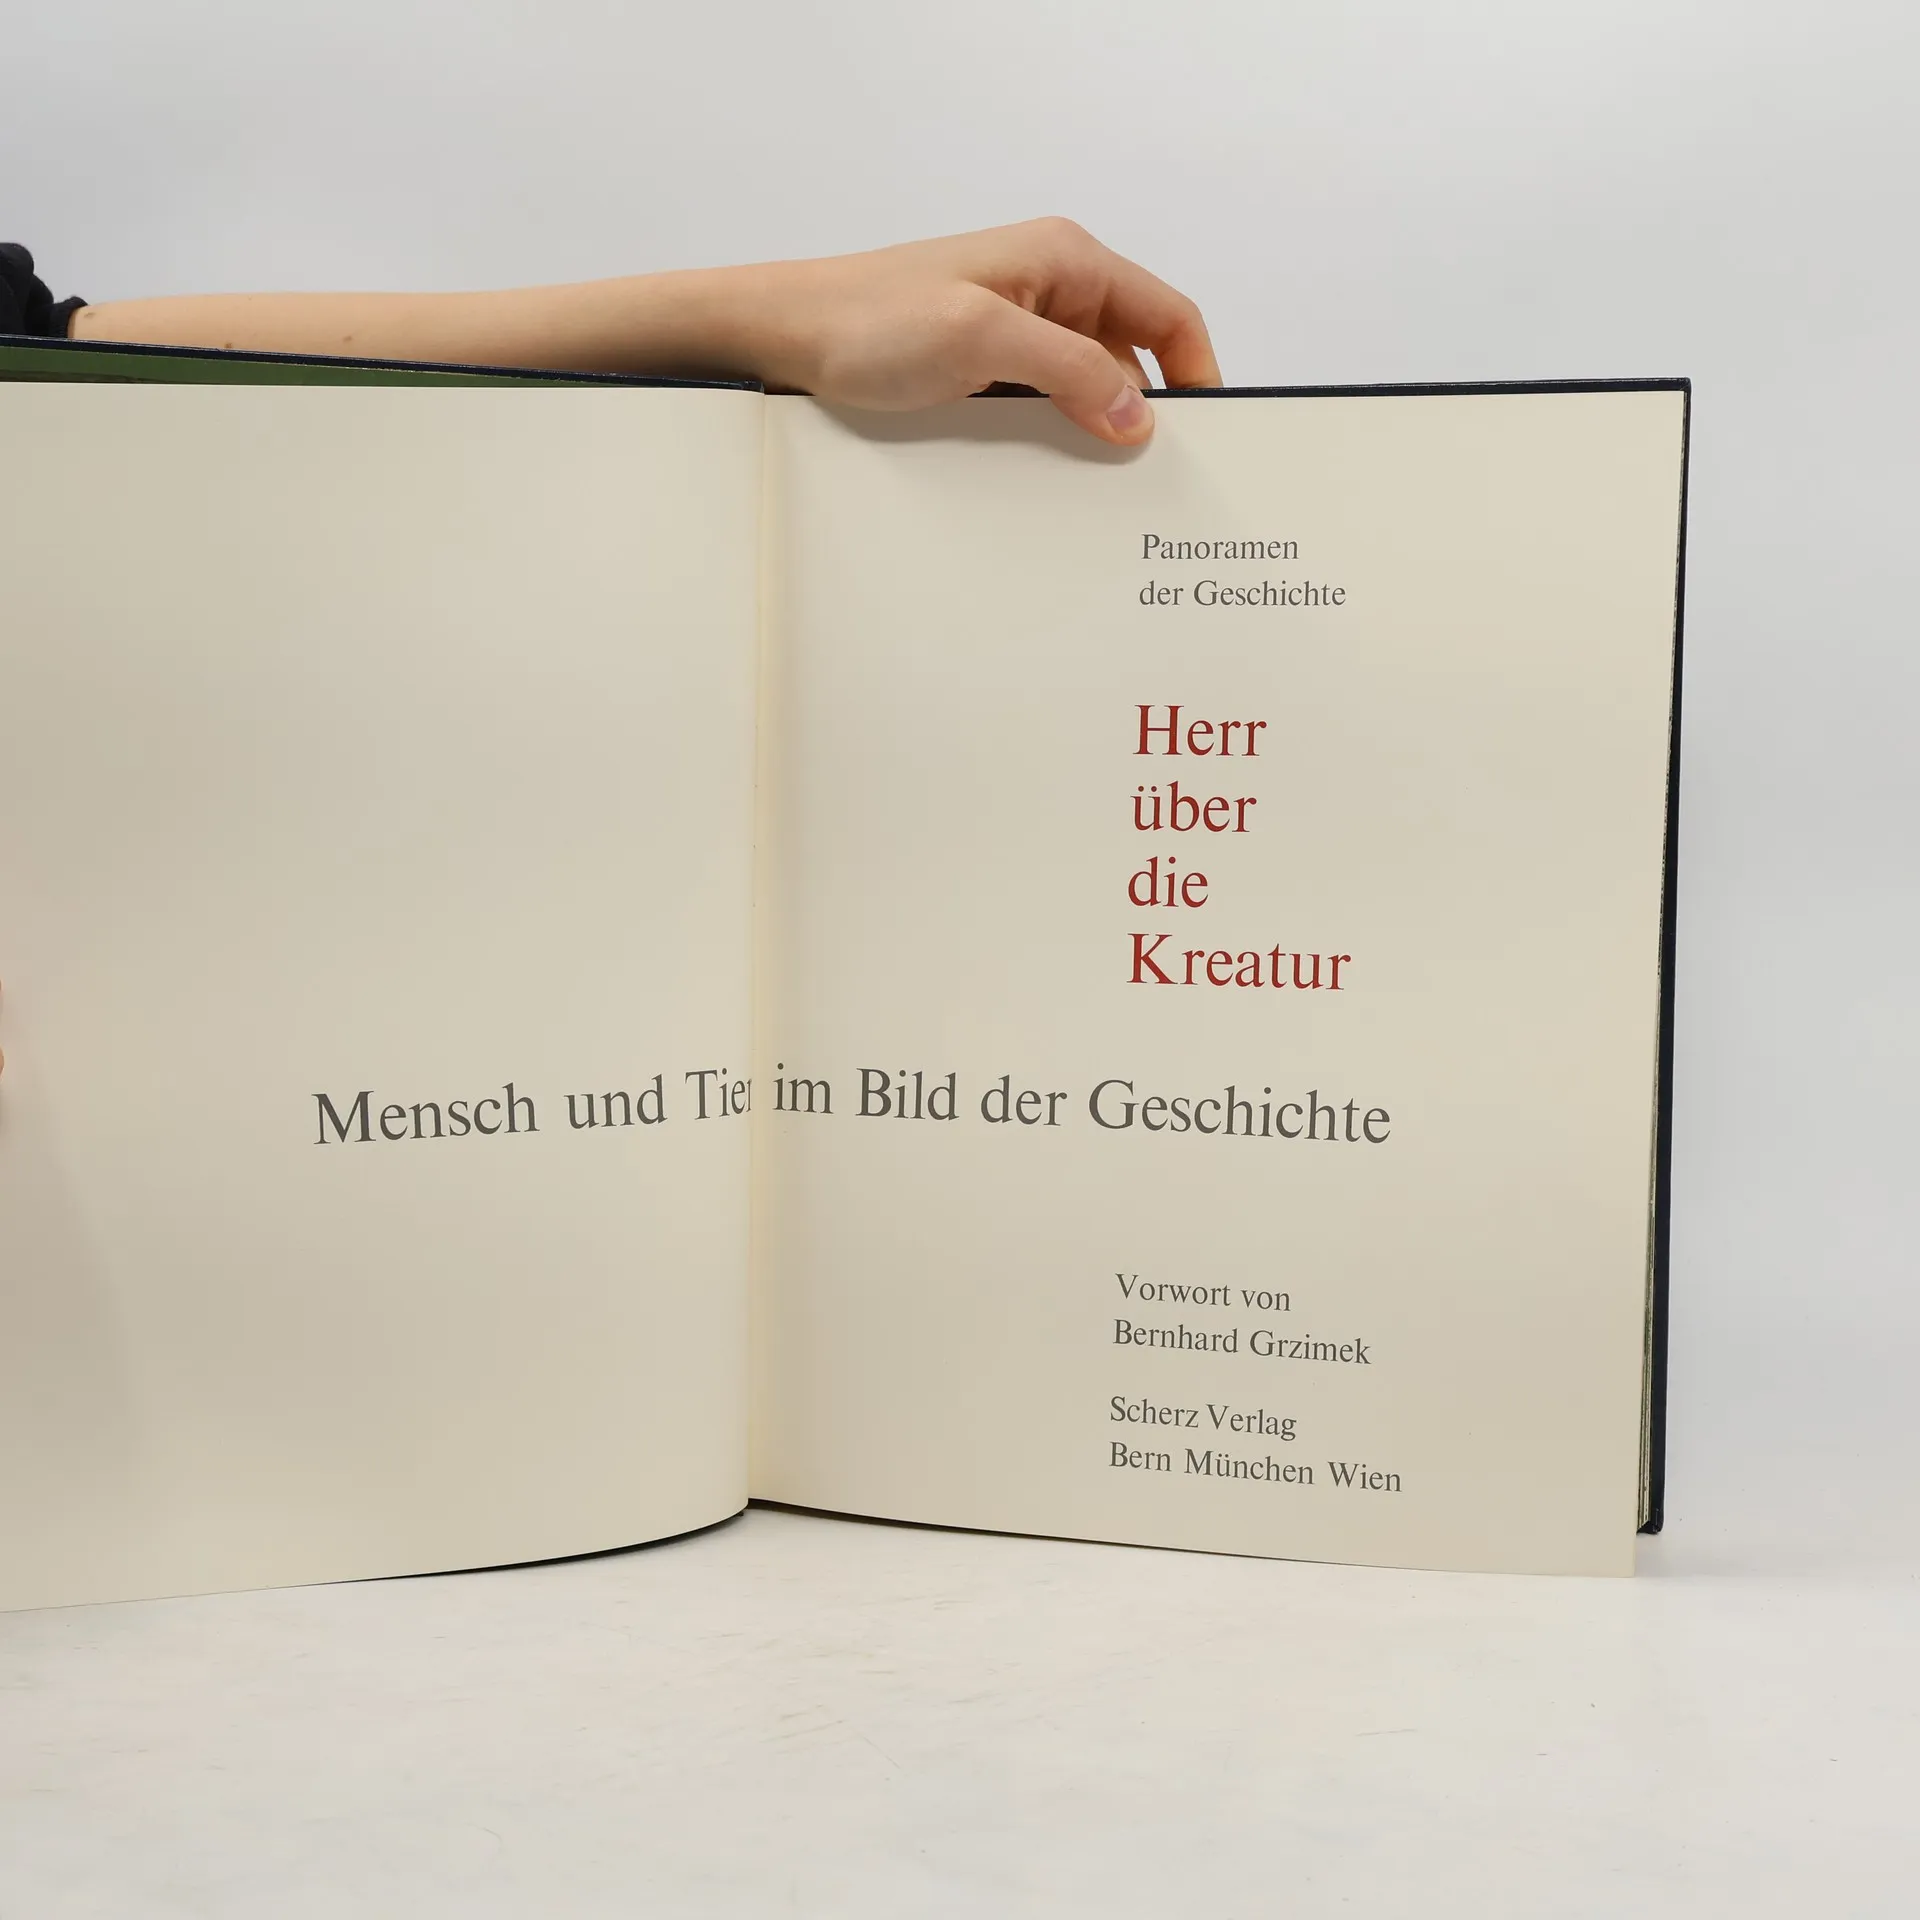 Panoramen
der Geschichte
Herr
über
die
Kreatur
Mensch und Tier im Bild der Geschichte
Vorwort von
Bernhard Grzimek
Scherz Verlag
Bern München Wien